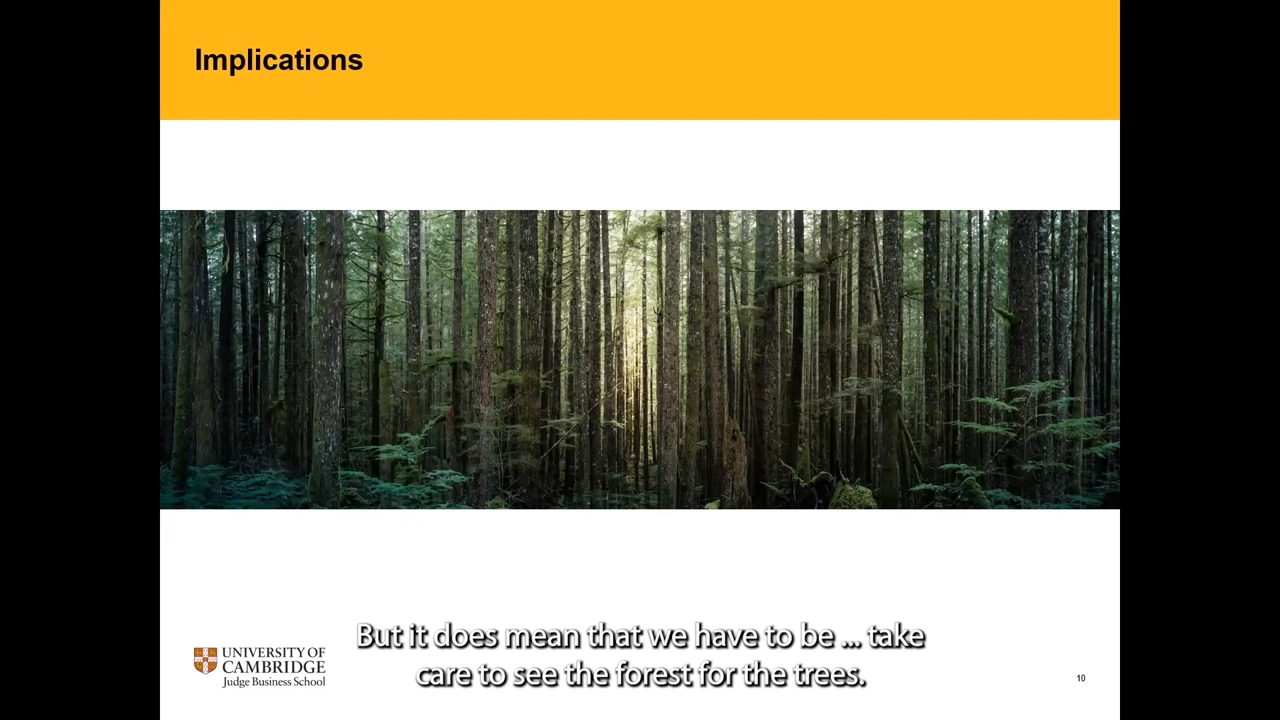 Implications
But it does mean that we have to be ... take
care to see the forest for the trees.
UNIVERSITY OF
CAMBRIDGE
Judge Business School
10